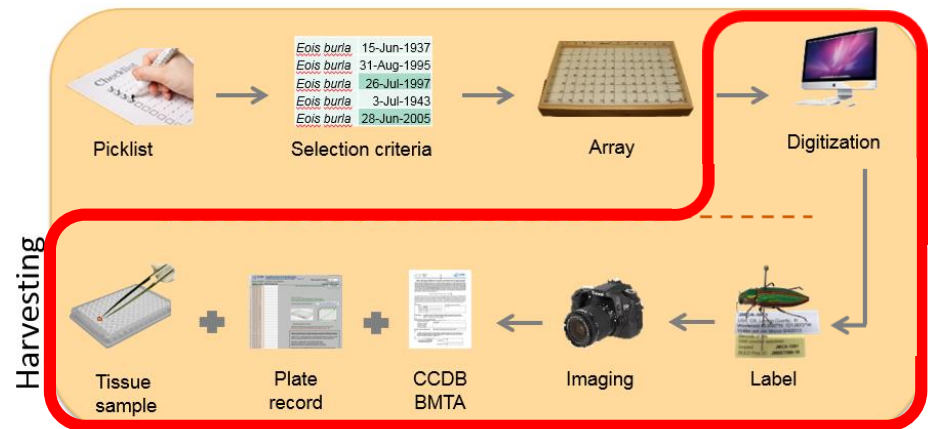 Checklist
Eois burla 15-Jun-1937
Eois burla 31-Aug-1995
Eois burla 26-Jul-1997
Eois burla 3-Jul-1943
Eois burla 28-Jun-2005
Picklist
Selection criteria
Array
Digitization
Harvesting
Tissue
sample
Plate
record
CCDB
BMTA
Imaging
Label